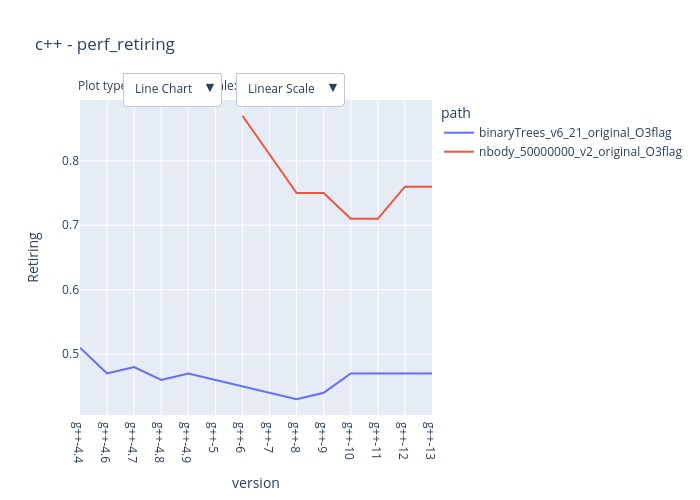 c++ - perf_retiring
Plot type
Line Chart ▼
ale:
Linear Scale ▼
path
binaryTrees_v6_21_original_O3flag
nbody_50000000_v2_original_O3flag
0.8
0.7
0.6
0.5
Retiring
g++-4.4
g++-4.6
g++-4.7
g++-4.8
g++-4.9
g++-5
g++-6
g++-7
g++-8
g++-9
g++-10
g++-11
g++-12
g++-13
version